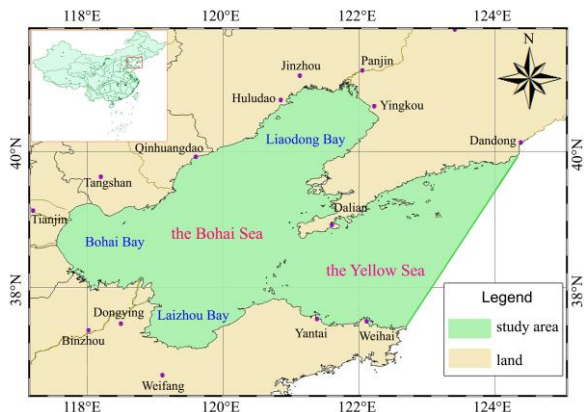 118°E 120°E 122°E 124°E
N
Jinzhou
Panjin
Huludao
Yingkou
Liaodong Bay
Qinhuangdao
Dandong
40°N
40°N
Tangshan
Tianjin
Dalian
Bohai Bay
the Bohai Sea
the Yellow Sea
38°N
38°N
Dongying
Laizhou Bay
Binzhou
Yantai
Weihai
Weifang
Legend
study area
land
118°E 120°E 122°E 124°E